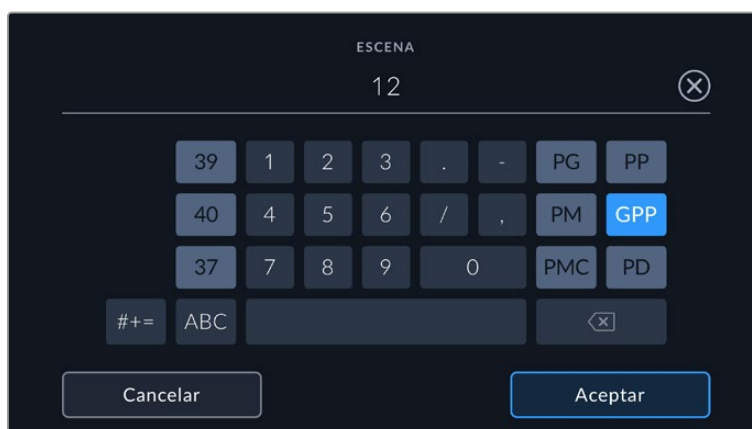 ESCENA
12
39 1 2 3 . - PG PP
40 4 5 6 / , PM GPP
37 7 8 9 0 PMC PD
#+= ABC
Cancelar Aceptar